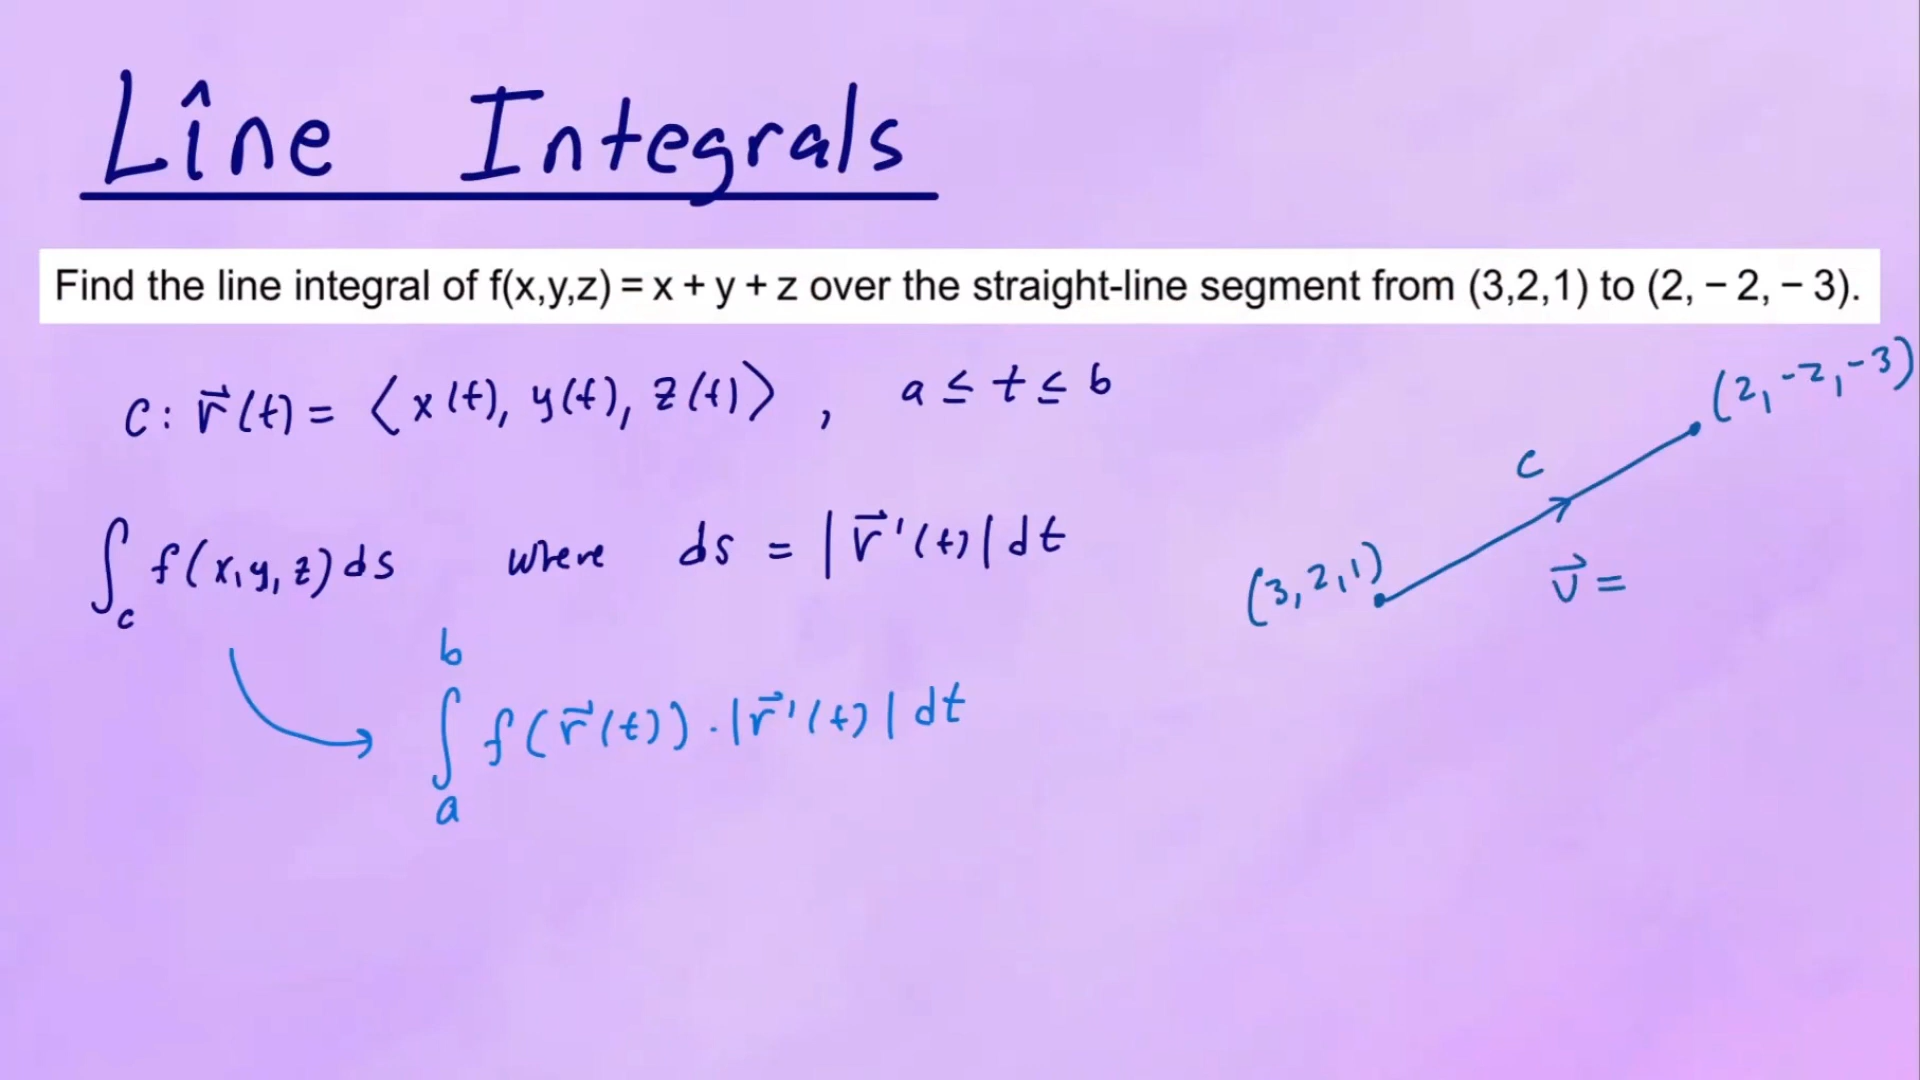 Line Integrals
Find the line integral of f(x,y,z) = x + y + z over the straight-line segment from (3,2,1) to (2, − 2, − 3).
C: r⃗(t) = ⟨x(t), y(t), z(t)⟩ , a ≤ t ≤ b
(2, -2, -3)
C
∫_C f(x,y,z) ds where ds = |r⃗'(t)| dt
(3,2,1)
v⃗ =
∫_a^b f(r⃗(t)) · |r⃗'(t)| dt